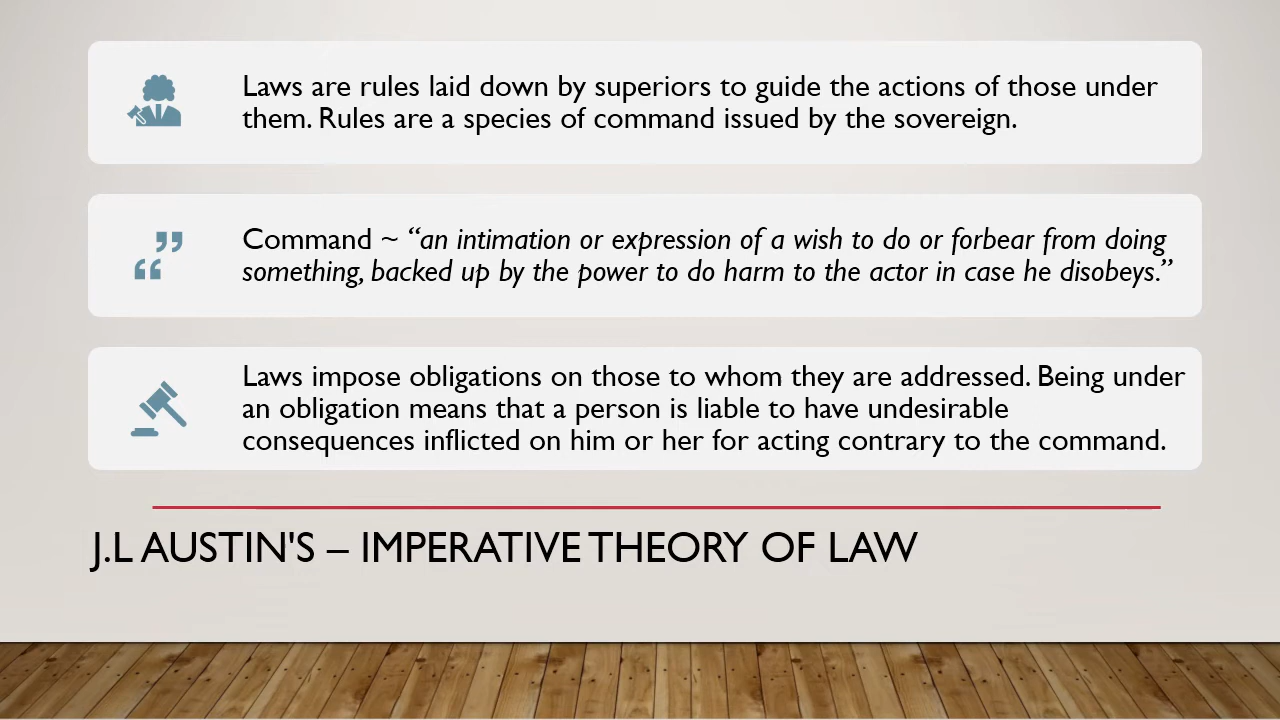 Laws are rules laid down by superiors to guide the actions of those under
them. Rules are a species of command issued by the sovereign.
Command ~ “an intimation or expression of a wish to do or forbear from doing
something, backed up by the power to do harm to the actor in case he disobeys.”
Laws impose obligations on those to whom they are addressed. Being under
an obligation means that a person is liable to have undesirable
consequences inflicted on him or her for acting contrary to the command.
J.L AUSTIN'S – IMPERATIVE THEORY OF LAW